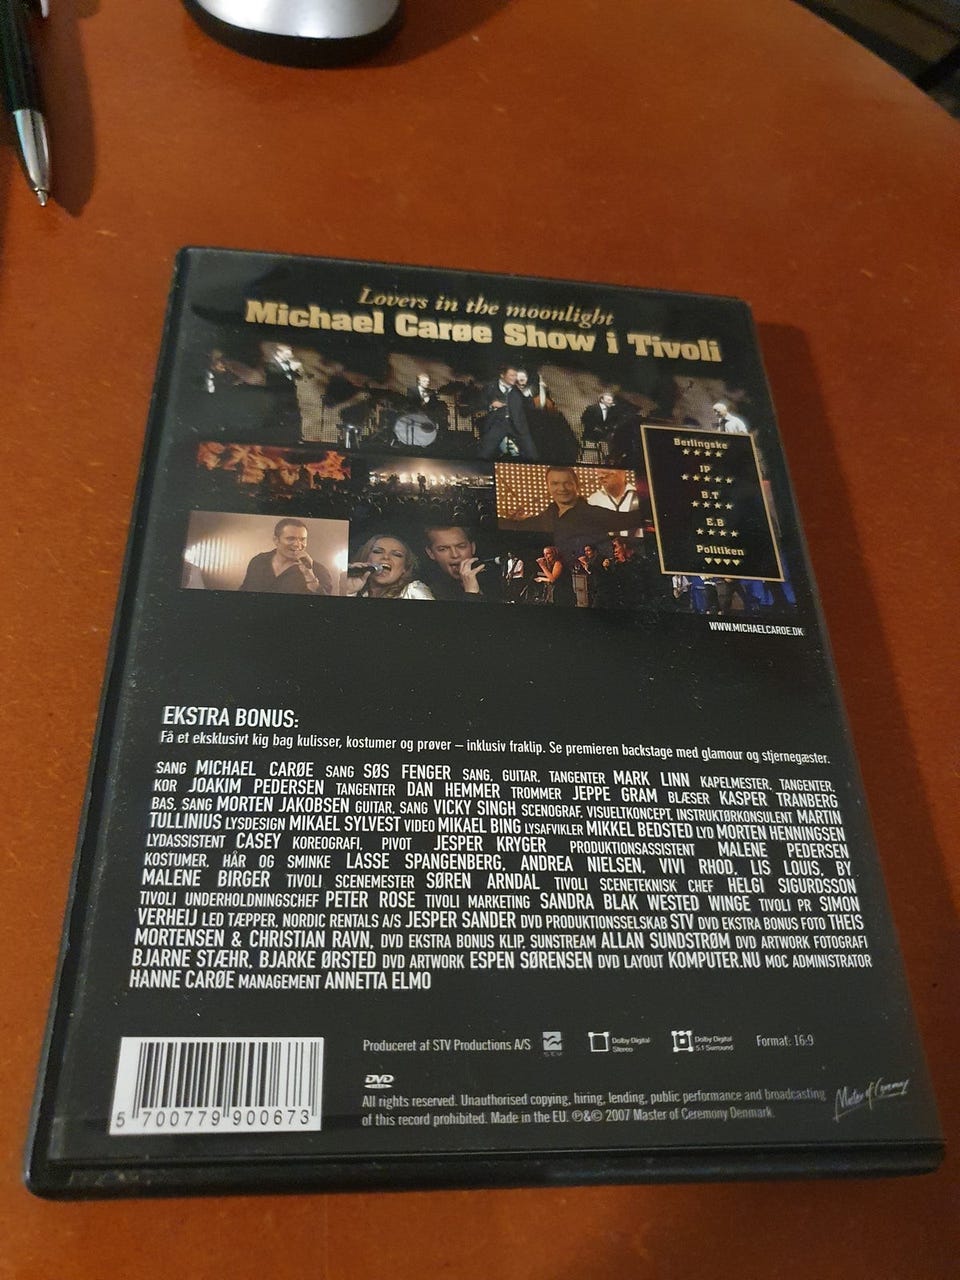 Lovers in the moonlight
Michael Carøe Show i Tivoli
Berlingske
★★★★
JP
★★★★★
B.T
★★★★
E.B
★★★★
Politiken
♥♥♥♥
WWW.MICHAELCAROE.DK
EKSTRA BONUS:
Få et eksklusivt kig bag kulisser, kostumer og prøver – inklusiv fraklip. Se premieren backstage med glamour og stjernegæster.
SANG MICHAEL CARØE SANG SØS FENGER SANG, GUITAR, TANGENTER MARK LINN KAPELMESTER, TANGENTER,
KOR JOAKIM PEDERSEN TANGENTER DAN HEMMER TROMMER JEPPE GRAM BLÆSER KASPER TRANBERG
BAS, SANG MORTEN JAKOBSEN GUITAR, SANG VICKY SINGH SCENOGRAF, VISUELTKONCEPT, INSTRUKTØRKONSULENT MARTIN
TULLINIUS LYSDESIGN MIKAEL SYLVEST VIDEO MIKAEL BING LYSAFVIKLER MIKKEL BEDSTED LYD MORTEN HENNINGSEN
LYDASSISTENT CASEY KOREOGRAFI, PIVOT JESPER KRYGER PRODUKTIONSASSISTENT MALENE PEDERSEN
KOSTUMER, HÅR OG SMINKE LASSE SPANGENBERG, ANDREA NIELSEN, VIVI RHOD, LIS LOUIS, BY
MALENE BIRGER TIVOLI SCENEMESTER SØREN ARNDAL TIVOLI SCENETEKNISK CHEF HELGI SIGURDSSON
TIVOLI UNDERHOLDNINGSCHEF PETER ROSE TIVOLI MARKETING SANDRA BLAK WESTED WINGE TIVOLI PR SIMON
VERHEIJ LED TÆPPER, NORDIC RENTALS A/S JESPER SANDER DVD PRODUKTIONSSELSKAB STV DVD EKSTRA BONUS FOTO THEIS
MORTENSEN & CHRISTIAN RAVN, DVD EKSTRA BONUS KLIP, SUNSTREAM ALLAN SUNDSTRØM DVD ARTWORK FOTOGRAFI
BJARNE STÆHR, BJARKE ØRSTED DVD ARTWORK ESPEN SØRENSEN DVD LAYOUT KOMPUTER.NU MOC ADMINISTRATOR
HANNE CARØE MANAGEMENT ANNETTA ELMO
Produceret af STV Productions A/S
STV
Dolby Digital
Stereo
Dolby Digital
5.1 Surround
Format: 16:9
DVD
VIDEO
All rights reserved. Unauthorised copying, hiring, lending, public performance and broadcasting
of this record prohibited. Made in the EU. ℗&© 2007 Master of Ceremony Denmark.
Master of Ceremony
5 700779 900673